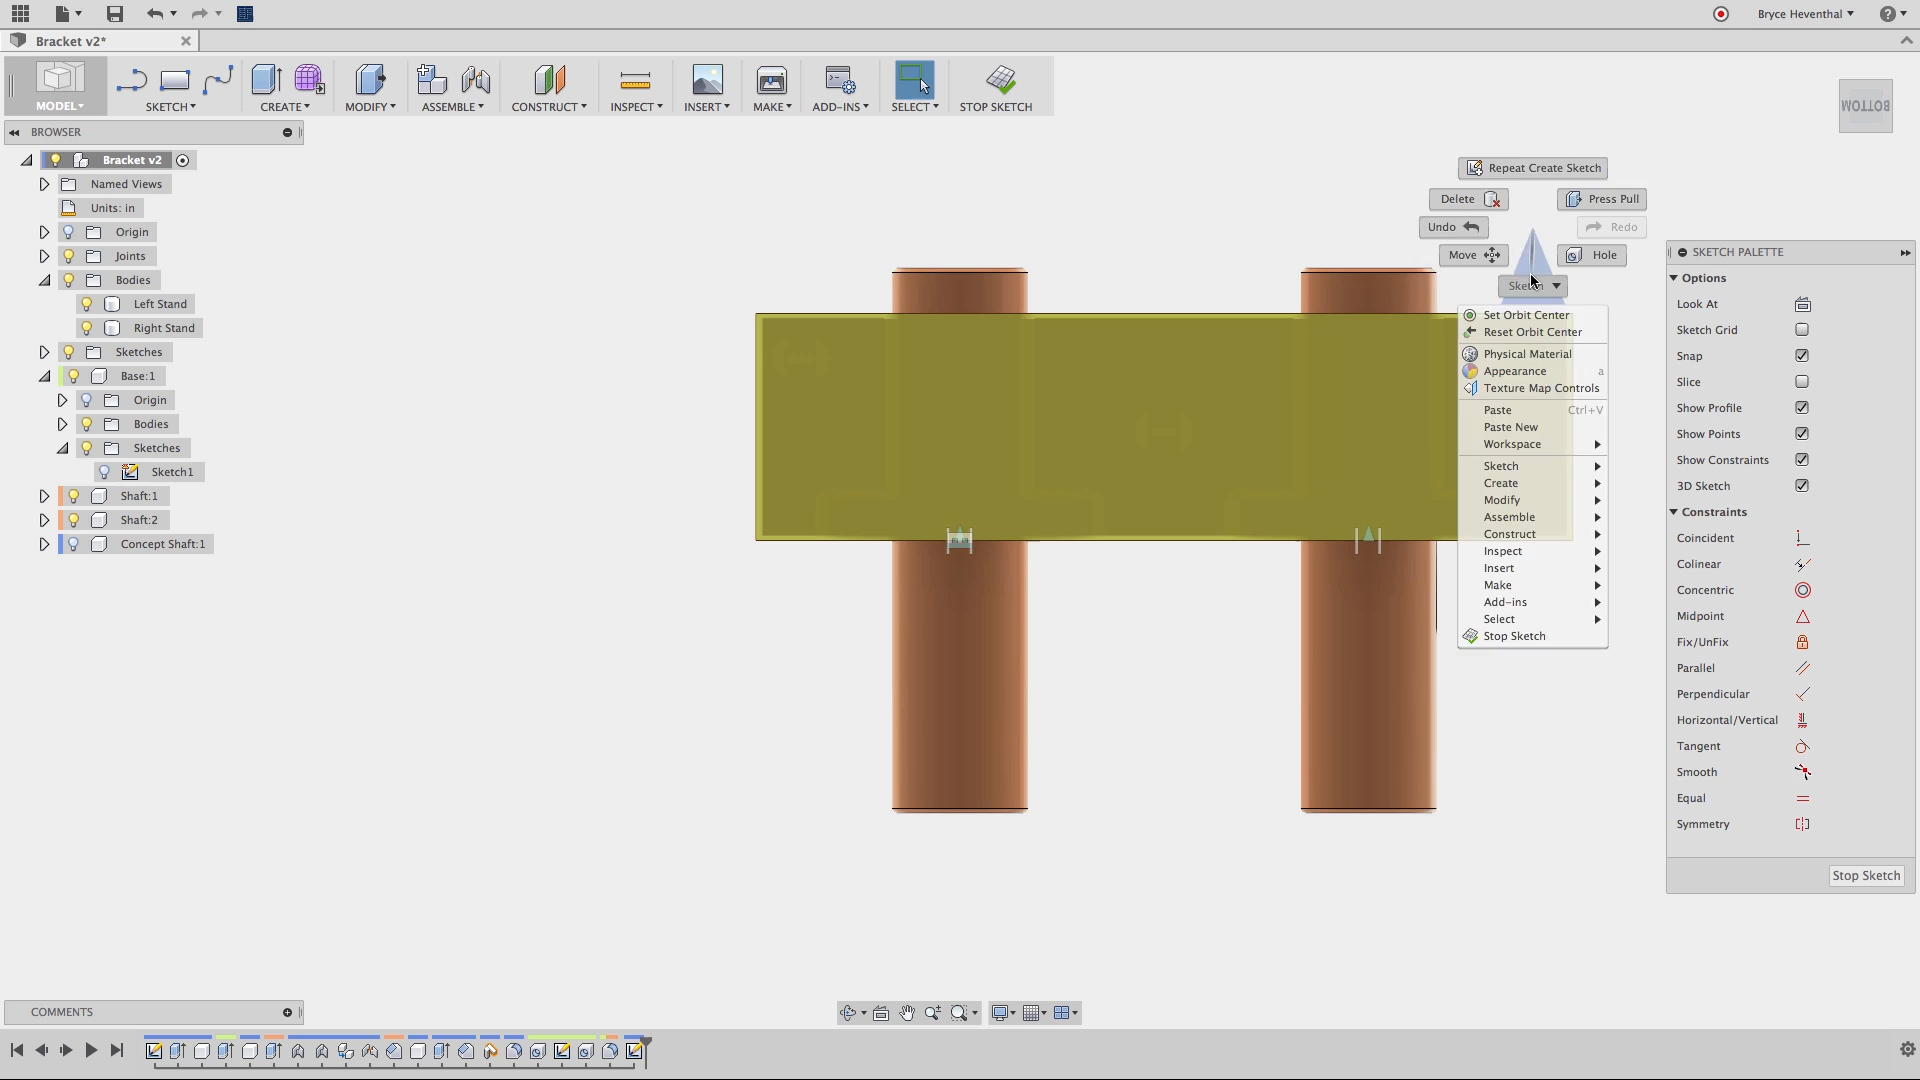 Bryce Heventhal
Bracket v2*
MODEL
SKETCH
CREATE
MODIFY
ASSEMBLE
CONSTRUCT
INSPECT
INSERT
MAKE
ADD-INS
SELECT
STOP SKETCH
BOTTOM
BROWSER
Bracket v2
Named Views
Units: in
Origin
Joints
Bodies
Left Stand
Right Stand
Sketches
Base:1
Origin
Bodies
Sketches
Sketch1
Shaft:1
Shaft:2
Concept Shaft:1
Repeat Create Sketch
Delete
Press Pull
Undo
Redo
Move
Hole
Sketch
Set Orbit Center
Reset Orbit Center
Physical Material
Appearance a
Texture Map Controls
Paste Ctrl+V
Paste New
Workspace
Sketch
Create
Modify
Assemble
Construct
Inspect
Insert
Make
Add-ins
Select
Stop Sketch
SKETCH PALETTE
Options
Look At
Sketch Grid
Snap
Slice
Show Profile
Show Points
Show Constraints
3D Sketch
Constraints
Coincident
Colinear
Concentric
Midpoint
Fix/UnFix
Parallel
Perpendicular
Horizontal/Vertical
Tangent
Smooth
Equal
Symmetry
Stop Sketch
COMMENTS